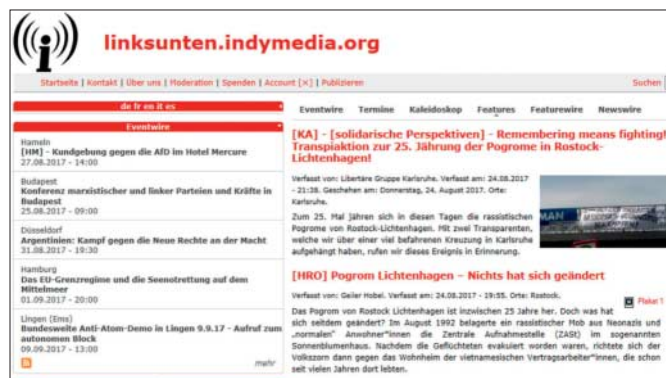 linksunten.indymedia.org
Startseite | Kontakt | Über uns | Moderation | Spenden | Account [×] | Publizieren
Suchen
de fr en it es
Eventwire
Hameln
[HM] - Kundgebung gegen die AfD im Hotel Mercure
27.08.2017 - 14:00
Budapest
Konferenz marxistischer und linker Parteien und Kräfte in
Budapest
25.08.2017 - 09:00
Düsseldorf
Argentinien: Kampf gegen die Neue Rechte an der Macht
31.08.2017 - 19:30
Hamburg
Das EU-Grenzregime und die Seenotrettung auf dem
Mittelmeer
01.09.2017 - 20:00
Lingen (Ems)
Bundesweite Anti-Atom-Demo in Lingen 9.9.17 - Aufruf zum
autonomen Block
09.09.2017 - 13:00
mehr
Eventwire Termine Kaleidoskop Features Featurewire Newswire
[KA] - [solidarische Perspektiven] - Remembering means fighting!
Transpiaktion zur 25. Jährung der Pogrome in Rostock-
Lichtenhagen!
Verfasst von: Libertäre Gruppe Karlsruhe. Verfasst am: 24.08.2017
- 21:38. Geschehen am: Donnerstag, 24. August 2017. Orte:
Karlsruhe.
Zum 25. Mal jähren sich in diesen Tagen die rassistischen
Pogrome von Rostock-Lichtenhagen. Mit zwei Transparenten,
welche wir über einer viel befahrenen Kreuzung in Karlsruhe
aufgehängt haben, rufen wir dieses Ereignis in Erinnerung.
MAN
[HRO] Pogrom Lichtenhagen – Nichts hat sich geändert
Verfasst von: Geiler Hobel. Verfasst am: 24.08.2017 - 19:55. Orte: Rostock.
Plakat 1
Das Pogrom von Rostock Lichtenhagen ist inzwischen 25 Jahre her. Doch was hat
sich seitdem geändert? Im August 1992 belagerte ein rassistischer Mob aus Neonazis und
„normalen" Anwohner*innen die Zentrale Aufnahmestelle (ZASt) im sogenannten
Sonnenblumenhaus. Nachdem die Geflüchteten evakuiert worden waren, richtete sich der
Volkszorn dann gegen das Wohnheim der vietnamesischen Vertragsarbeiter*innen, die schon
seit vielen Jahren dort lebten.